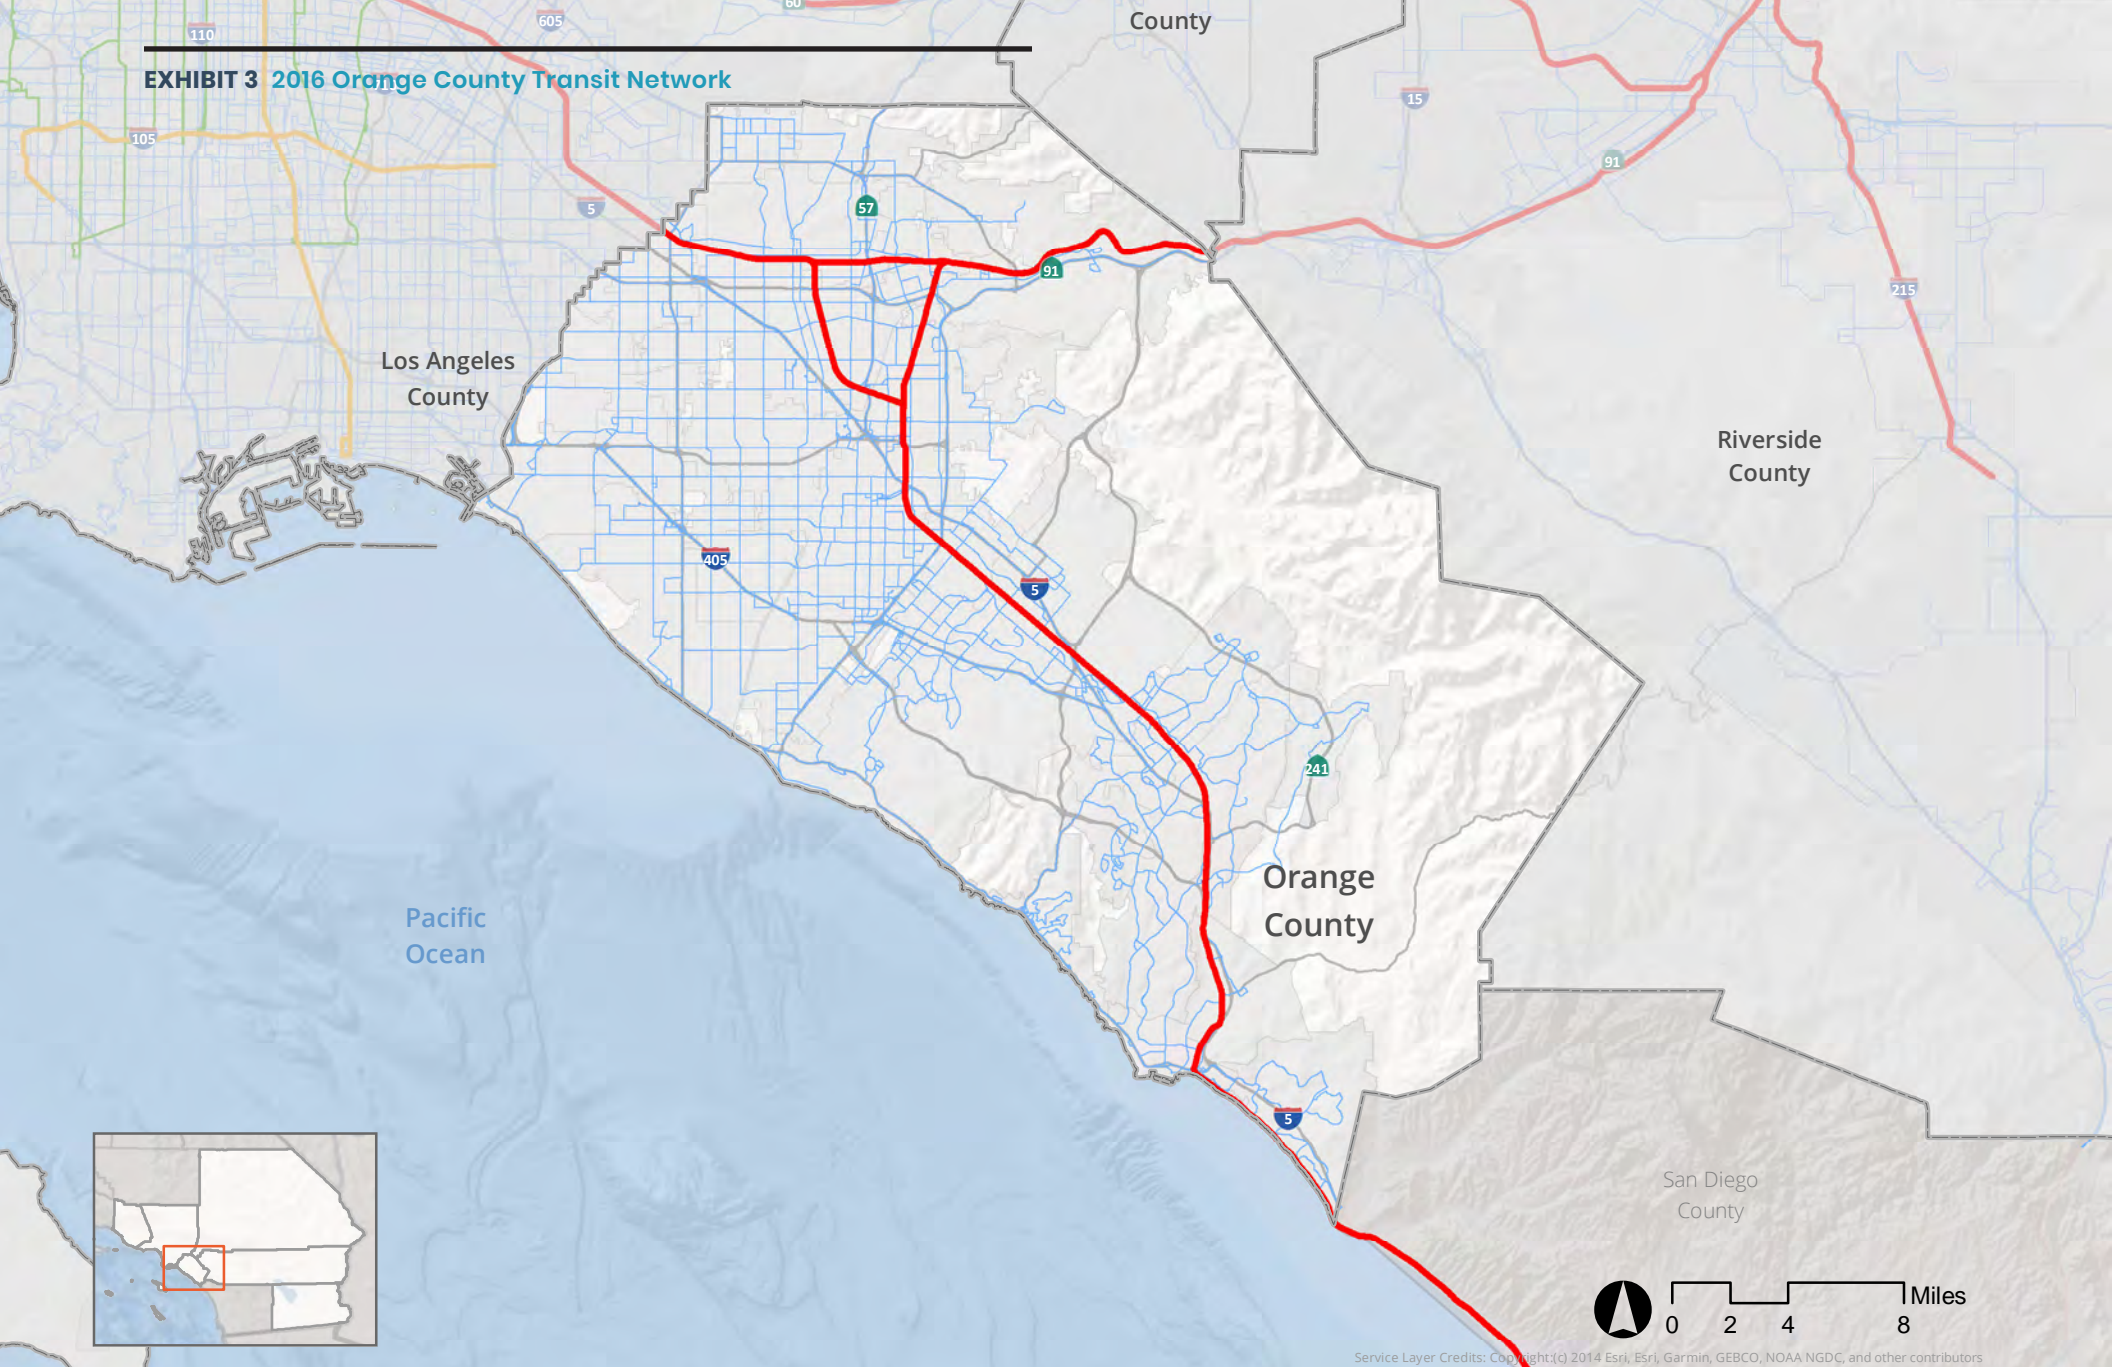 60
605
110
County
EXHIBIT 3 2016 Orange County Transit Network
15
105
91
5
57
91
215
Los Angeles
County
Riverside
County
405
5
241
Orange
County
Pacific
Ocean
5
San Diego
County
Miles
0 2 4 8
Service Layer Credits: Copyright:(c) 2014 Esri, Esri, Garmin, GEBCO, NOAA NGDC, and other contributors